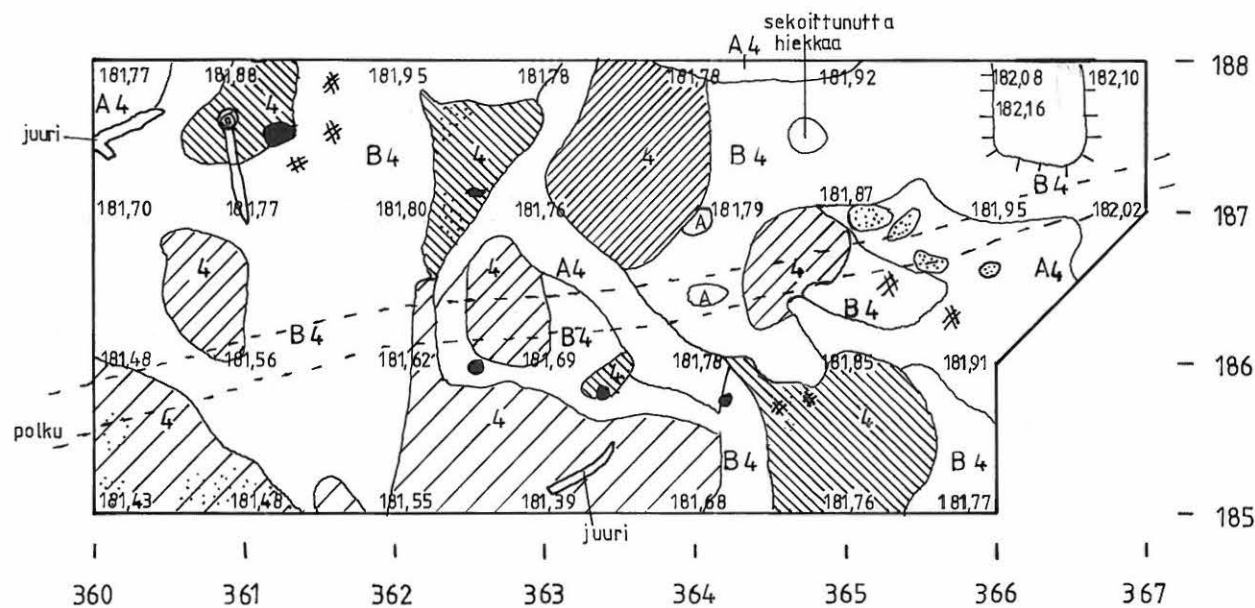 sekoittunutta
hiekkaa
A4
188
181,77
181,88
181,95
181,78
181,78
181,92
182,08
182,10
182,16
A4
4
juuri
B4
4
4
B4
B4
181,70
181,77
181,80
181,76
181,79
181,87
181,95
182,02
187
A
4
4
A4
4
A4
A
B4
B4
B4
181,48
181,56
181,62
181,69
181,78
181,85
181,91
186
4
4
4
4
polku
B4
B4
181,43
181,48
181,55
181,39
181,68
181,76
181,77
185
juuri
360
361
362
363
364
365
366
367